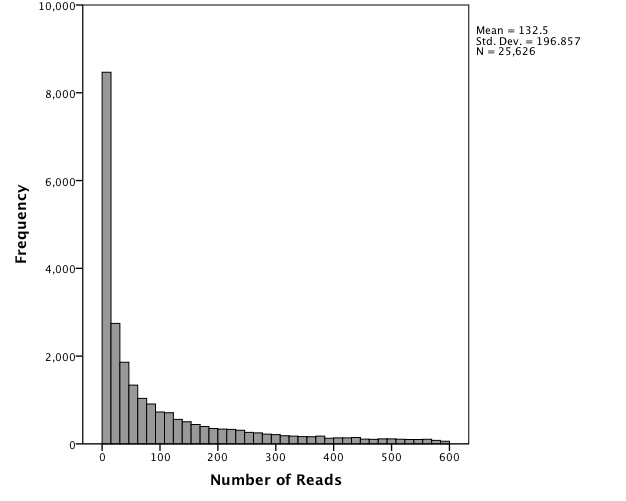 10,000
8,000
6,000
4,000
2,000
0
Frequency
0 100 200 300 400 500 600
Number of Reads
Mean = 132.5
Std. Dev. = 196.857
N = 25,626